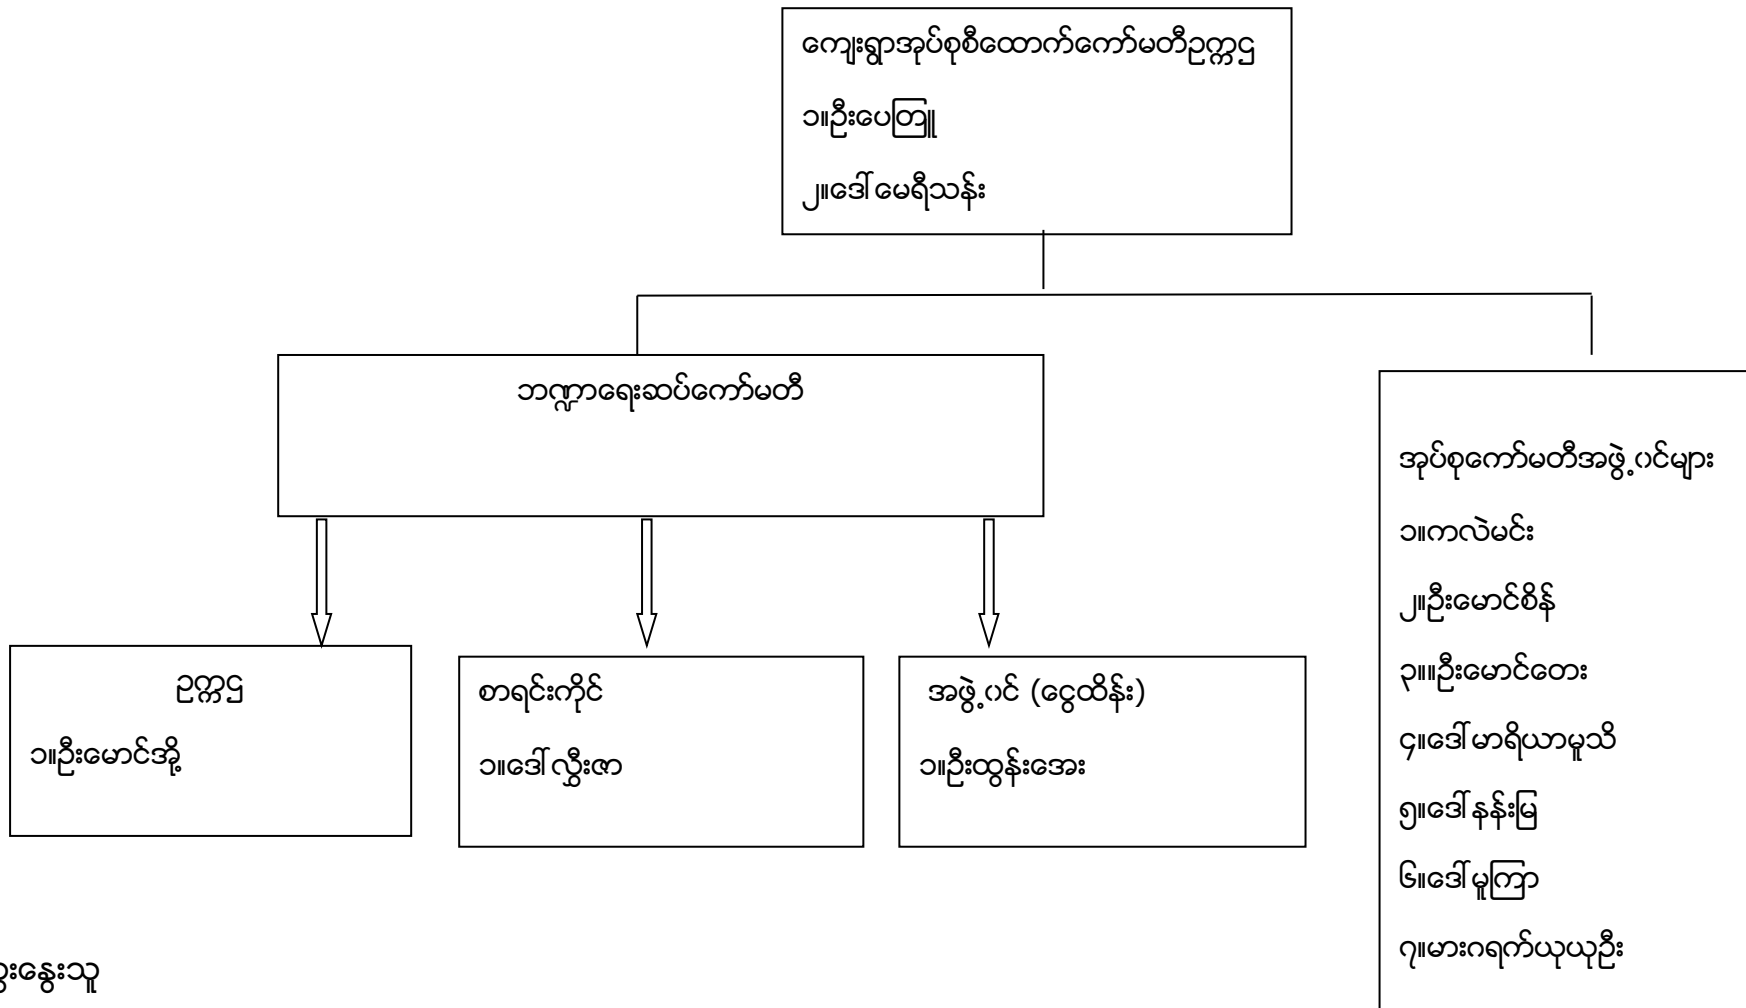 ကျေးရွာအုပ်စုစီထောက်ကော်မတီဥက္ကဌ
၁။ဦးပေတြူ
၂။ဒေါ်မေရီသန်း
ဘဏ္ဍာရေးဆပ်ကော်မတီ
ဥက္ကဌ
၁။ဦးမောင်အို့
စာရင်းကိုင်
၁။ဒေါ်လွှီးဇာ
အဖွဲ့ဝင် (ငွေထိန်း)
၁။ဦးထွန်းအေး
အုပ်စုကော်မတီအဖွဲ့ဝင်များ
၁။ကလဲမင်း
၂။ဦးမောင်စိန်
၃။။ဦးမောင်တေး
၄။ဒေါ်မာရိယာမူသိ
၅။ဒေါ်နန်းမြ
၆။ဒေါ်မူကြာ
၇။မားဂရက်ယုယုဦး